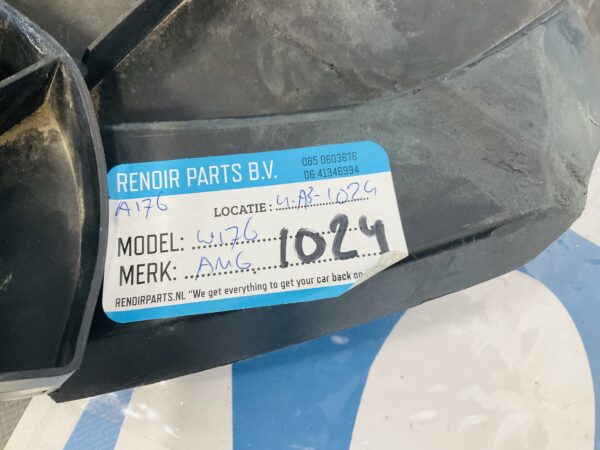 RENOIR PARTS B.V.
085 0603676
06 41346994
A176
LOCATIE : 4-A3-1024
MODEL: W176
MERK: AMG
1024
RENOIRPARTS.NL "We get everything to get your car back on